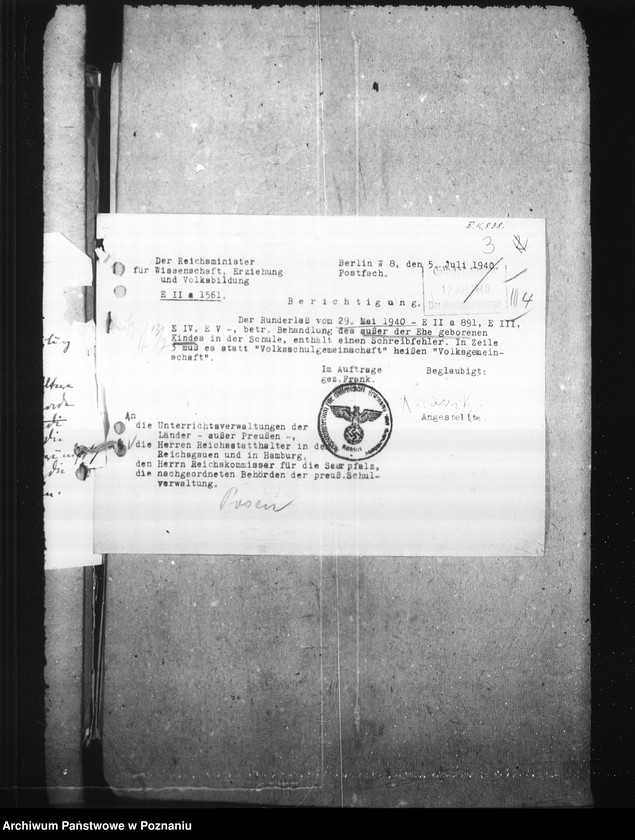 E.K.838.
3
Der Reichsminister
für Wissenschaft, Erziehung
und Volksbildung
E II a 1561.
Berlin W 8, den 5. Juli 1940.
Postfach.
4
Berichtigung.
Der Runderlaß vom 29. Mai 1940 - E II a 891, E III,
E IV, E V -, betr. Behandlung des außer der Ehe geborenen
Kindes in der Schule, enthält einen Schreibfehler. In Zeile
muß es statt "Volksschulgemeinschaft" heißen "Volksgemein-
schaft".
Im Auftrage
gez. Frank.
Beglaubigt:
Angestellte.
An
die Unterrichtsverwaltungen der
Länder - außer Preußen -,
die Herren Reichsstatthalter in den
Reichsgauen und in Hamburg,
den Herrn Reichskommissar für die Saarpfalz,
die nachgeordneten Behörden der preuß. Schul-
verwaltung.
Posen
Archiwum Państwowe w Poznaniu